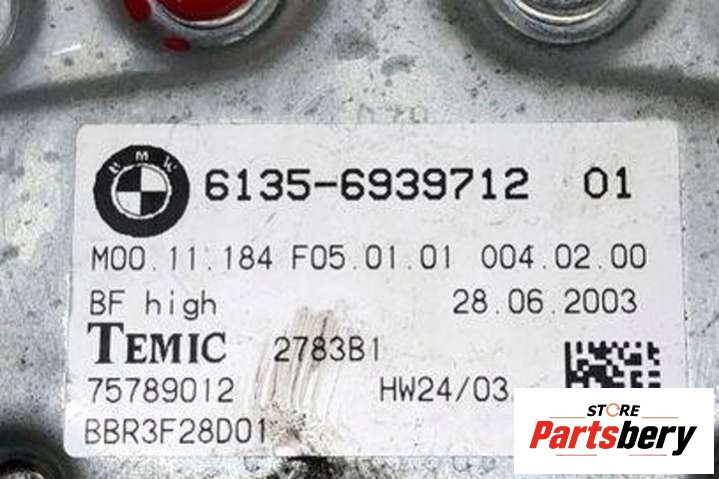 BMW
6135-6939712 01
M00.11.184 F05.01.01 004.02.00
BF high 28.06.2003
TEMIC 2783B1
75789012 HW24/03
BBR3F28D01
STORE
Partsbery